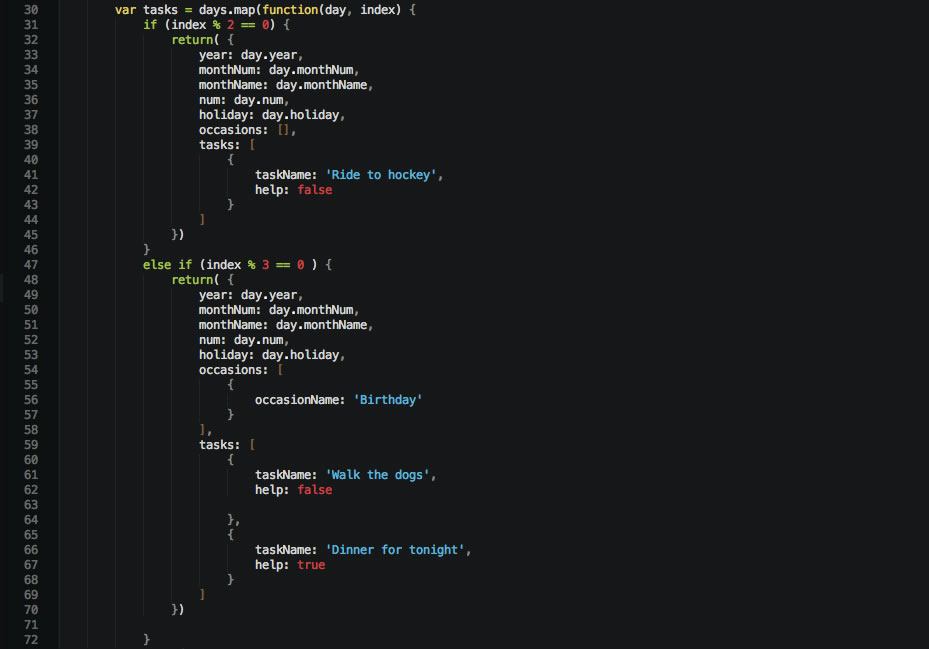 30 var tasks = days.map(function(day, index) {
31 if (index % 2 == 0) {
32 return( {
33 year: day.year,
34 monthNum: day.monthNum,
35 monthName: day.monthName,
36 num: day.num,
37 holiday: day.holiday,
38 occasions: [],
39 tasks: [
40 {
41 taskName: 'Ride to hockey',
42 help: false
43 }
44 ]
45 })
46 }
47 else if (index % 3 == 0 ) {
48 return( {
49 year: day.year,
50 monthNum: day.monthNum,
51 monthName: day.monthName,
52 num: day.num,
53 holiday: day.holiday,
54 occasions: [
55 {
56 occasionName: 'Birthday'
57 }
58 ],
59 tasks: [
60 {
61 taskName: 'Walk the dogs',
62 help: false
63
64 },
65 {
66 taskName: 'Dinner for tonight',
67 help: true
68 }
69 ]
70 })
71
72 }